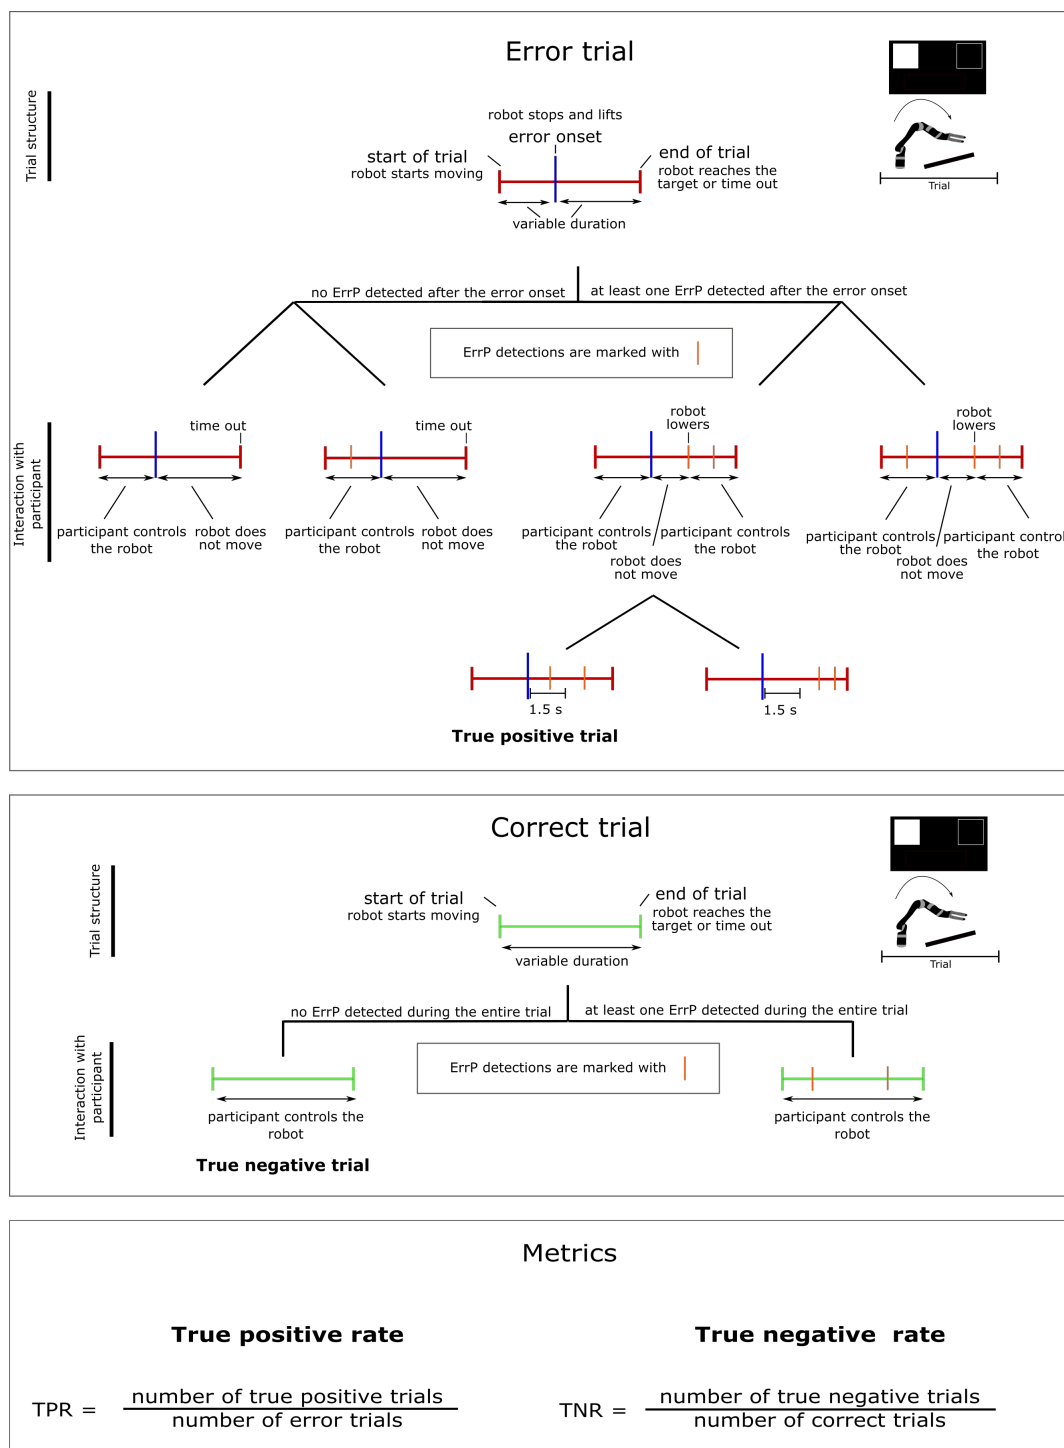 Error trial
Trial structure
robot stops and lifts
error onset
start of trial
robot starts moving
end of trial
robot reaches the
target or time out
variable duration
Trial
no ErrP detected after the error onset
at least one ErrP detected after the error onset
ErrP detections are marked with
Interaction with
participant
time out
participant controls
the robot
robot does
not move
time out
participant controls
the robot
robot does
not move
robot
lowers
participant controls
the robot
robot does
not move
participant controls
the robot
robot
lowers
participant controls
the robot
robot does
not move
participant control
the robot
1.5 s
1.5 s
True positive trial
Correct trial
Trial structure
start of trial
robot starts moving
end of trial
robot reaches the
target or time out
variable duration
Trial
no ErrP detected during the entire trial
at least one ErrP detected during the entire trial
Interaction with
participant
ErrP detections are marked with
participant controls the
robot
participant controls the
robot
True negative trial
Metrics
True positive rate
True negative rate
TPR =
number of true positive trials
number of error trials
TNR =
number of true negative trials
number of correct trials